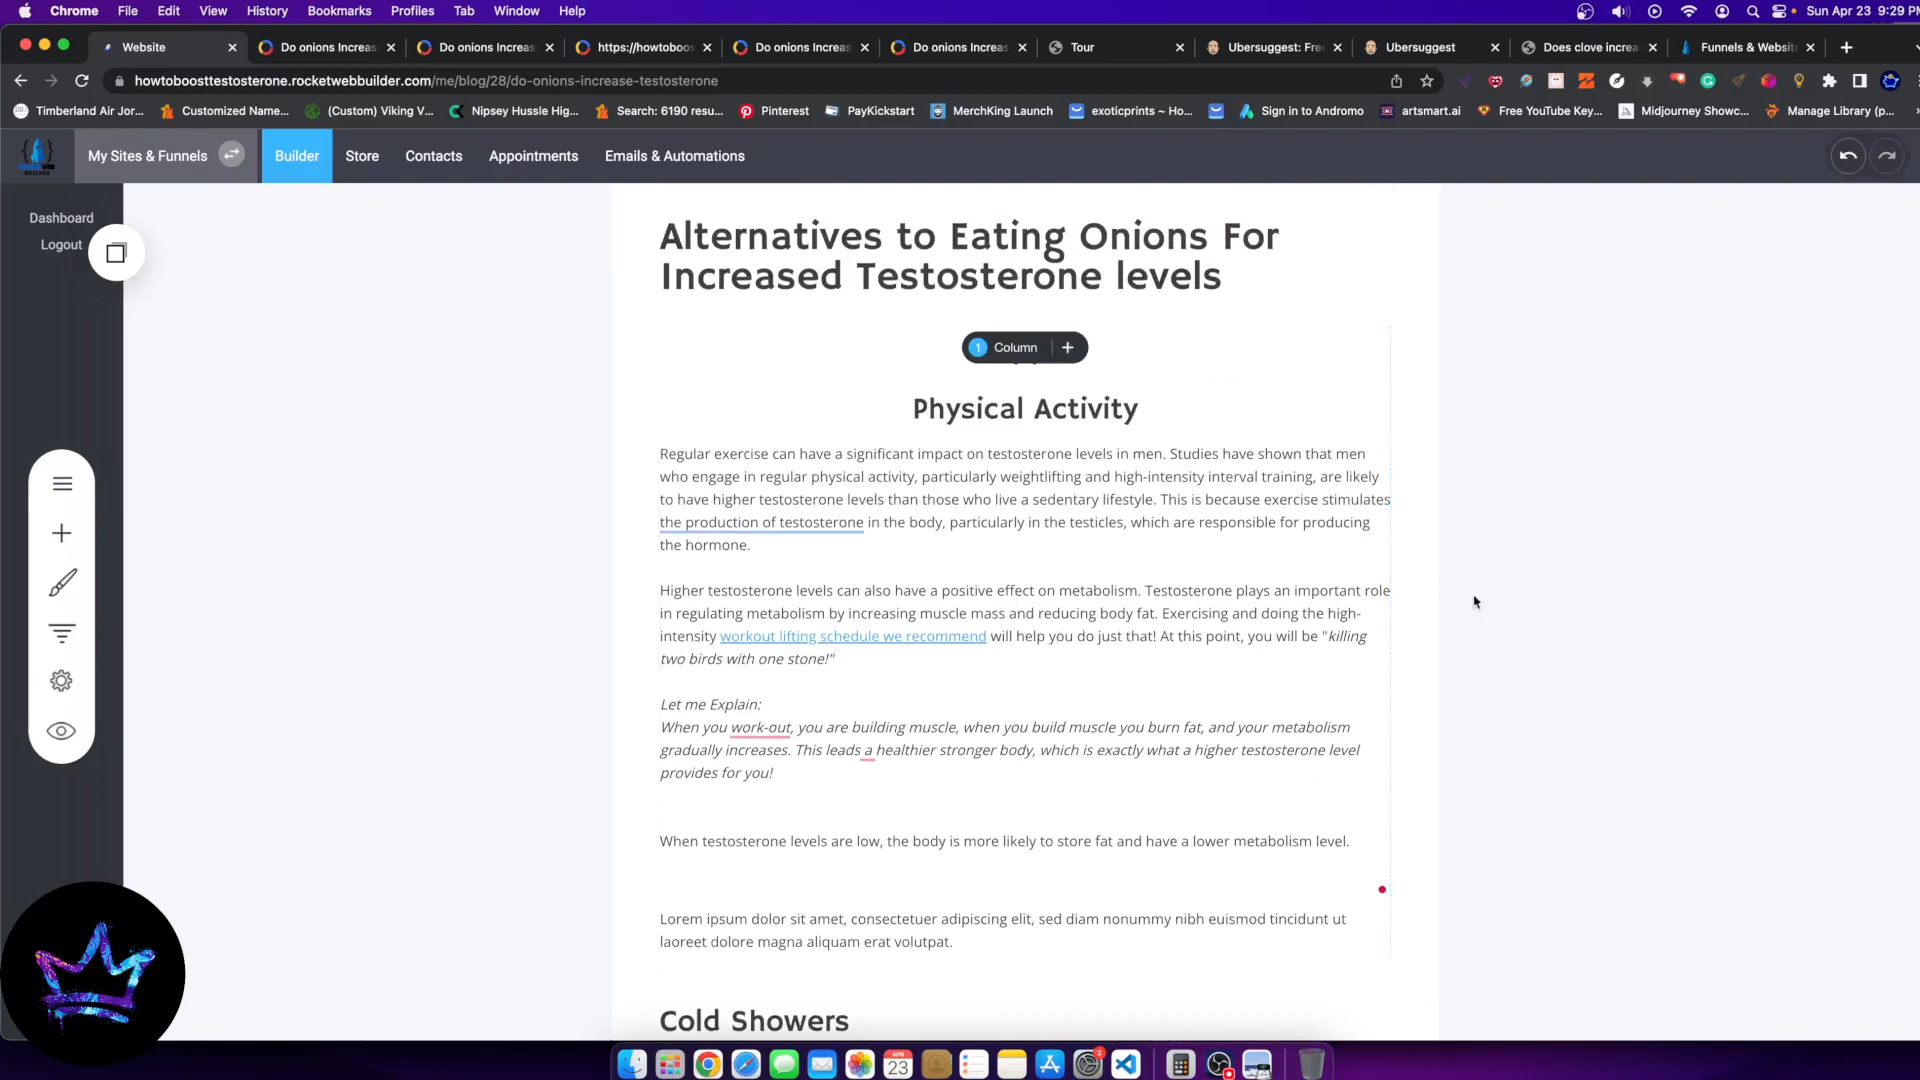 Chrome File Edit View History Bookmarks Profiles Tab Window Help Sun Apr 23 9:29 PM
Website Do onions Increas Do onions Increas https://howtoboos Do onions Increas Do onions Increas Tour Ubersuggest: Fre Ubersuggest Does clove increa Funnels & Websit
howtoboosttestosterone.rocketwebbuilder.com/me/blog/28/do-onions-increase-testosterone
Timberland Air Jor... Customized Name... (Custom) Viking V... Nipsey Hussle Hig... Search: 6190 resu... Pinterest PayKickstart MerchKing Launch exoticprints ~ Ho... Sign in to Andromo artsmart.ai Free YouTube Key... Midjourney Showc... Manage Library (p...
My Sites & Funnels Builder Store Contacts Appointments Emails & Automations
Dashboard
Logout
Alternatives to Eating Onions For
Increased Testosterone levels
1 Column +
Physical Activity
Regular exercise can have a significant impact on testosterone levels in men. Studies have shown that men
who engage in regular physical activity, particularly weightlifting and high-intensity interval training, are likely
to have higher testosterone levels than those who live a sedentary lifestyle. This is because exercise stimulates
the production of testosterone in the body, particularly in the testicles, which are responsible for producing
the hormone.
Higher testosterone levels can also have a positive effect on metabolism. Testosterone plays an important role
in regulating metabolism by increasing muscle mass and reducing body fat. Exercising and doing the high-
intensity workout lifting schedule we recommend will help you do just that! At this point, you will be "killing
two birds with one stone!"
Let me Explain:
When you work-out, you are building muscle, when you build muscle you burn fat, and your metabolism
gradually increases. This leads a healthier stronger body, which is exactly what a higher testosterone level
provides for you!
When testosterone levels are low, the body is more likely to store fat and have a lower metabolism level.
Lorem ipsum dolor sit amet, consectetuer adipiscing elit, sed diam nonummy nibh euismod tincidunt ut
laoreet dolore magna aliquam erat volutpat.
Cold Showers
APR
23
2